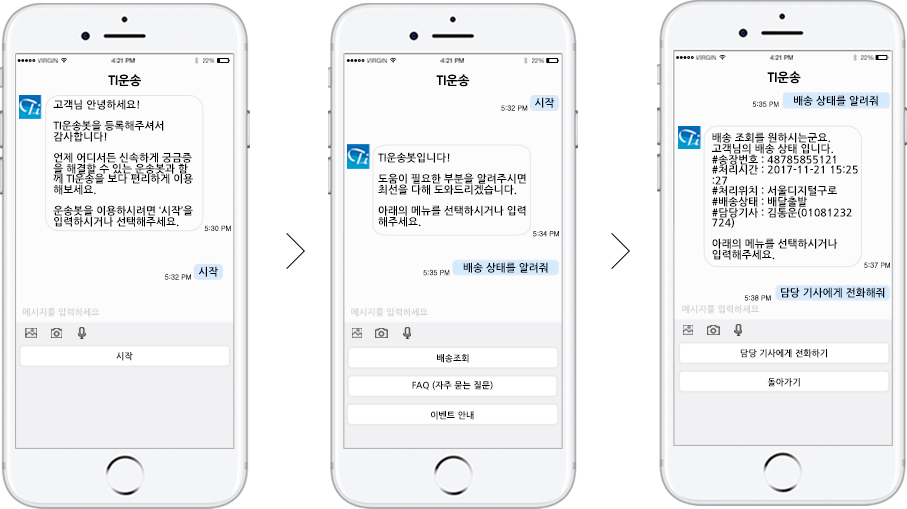 VIRGIN 4:21 PM 22%
TI운송
Ti
고객님 안녕하세요!
TI운송봇을 등록해주셔서
감사합니다!
언제 어디서든 신속하게 궁금증
을 해결할 수 있는 운송봇과 함
께 TI운송을 보다 편리하게 이용
해보세요.
운송봇을 이용하시려면 '시작'을
입력하시거나 선택해주세요.
5:30 PM
5:32 PM 시작
메시지를 입력하세요
시작
VIRGIN 4:21 PM 22%
TI운송
5:32 PM 시작
Ti
TI운송봇입니다!
도움이 필요한 부분을 알려주시면
최선을 다해 도와드리겠습니다.
아래의 메뉴를 선택하시거나 입력
해주세요.
5:34 PM
5:35 PM 배송 상태를 알려줘
메시지를 입력하세요
배송조회
FAQ (자주 묻는 질문)
이벤트 안내
VIRGIN 4:21 PM 22%
TI운송
5:35 PM 배송 상태를 알려줘
Ti
배송 조회를 원하시는군요.
고객님의 배송 상태 입니다.
#송장번호 : 48785855121
#처리시간 : 2017-11-21 15:25
:27
#처리위치 : 서울디지털구로
#배송상태 : 배달출발
#담당기사 : 김통운(01081232
724)
아래의 메뉴를 선택하시거나
입력해주세요.
5:37 PM
5:38 PM 담당 기사에게 전화해줘
메시지를 입력하세요
담당 기사에게 전화하기
돌아가기